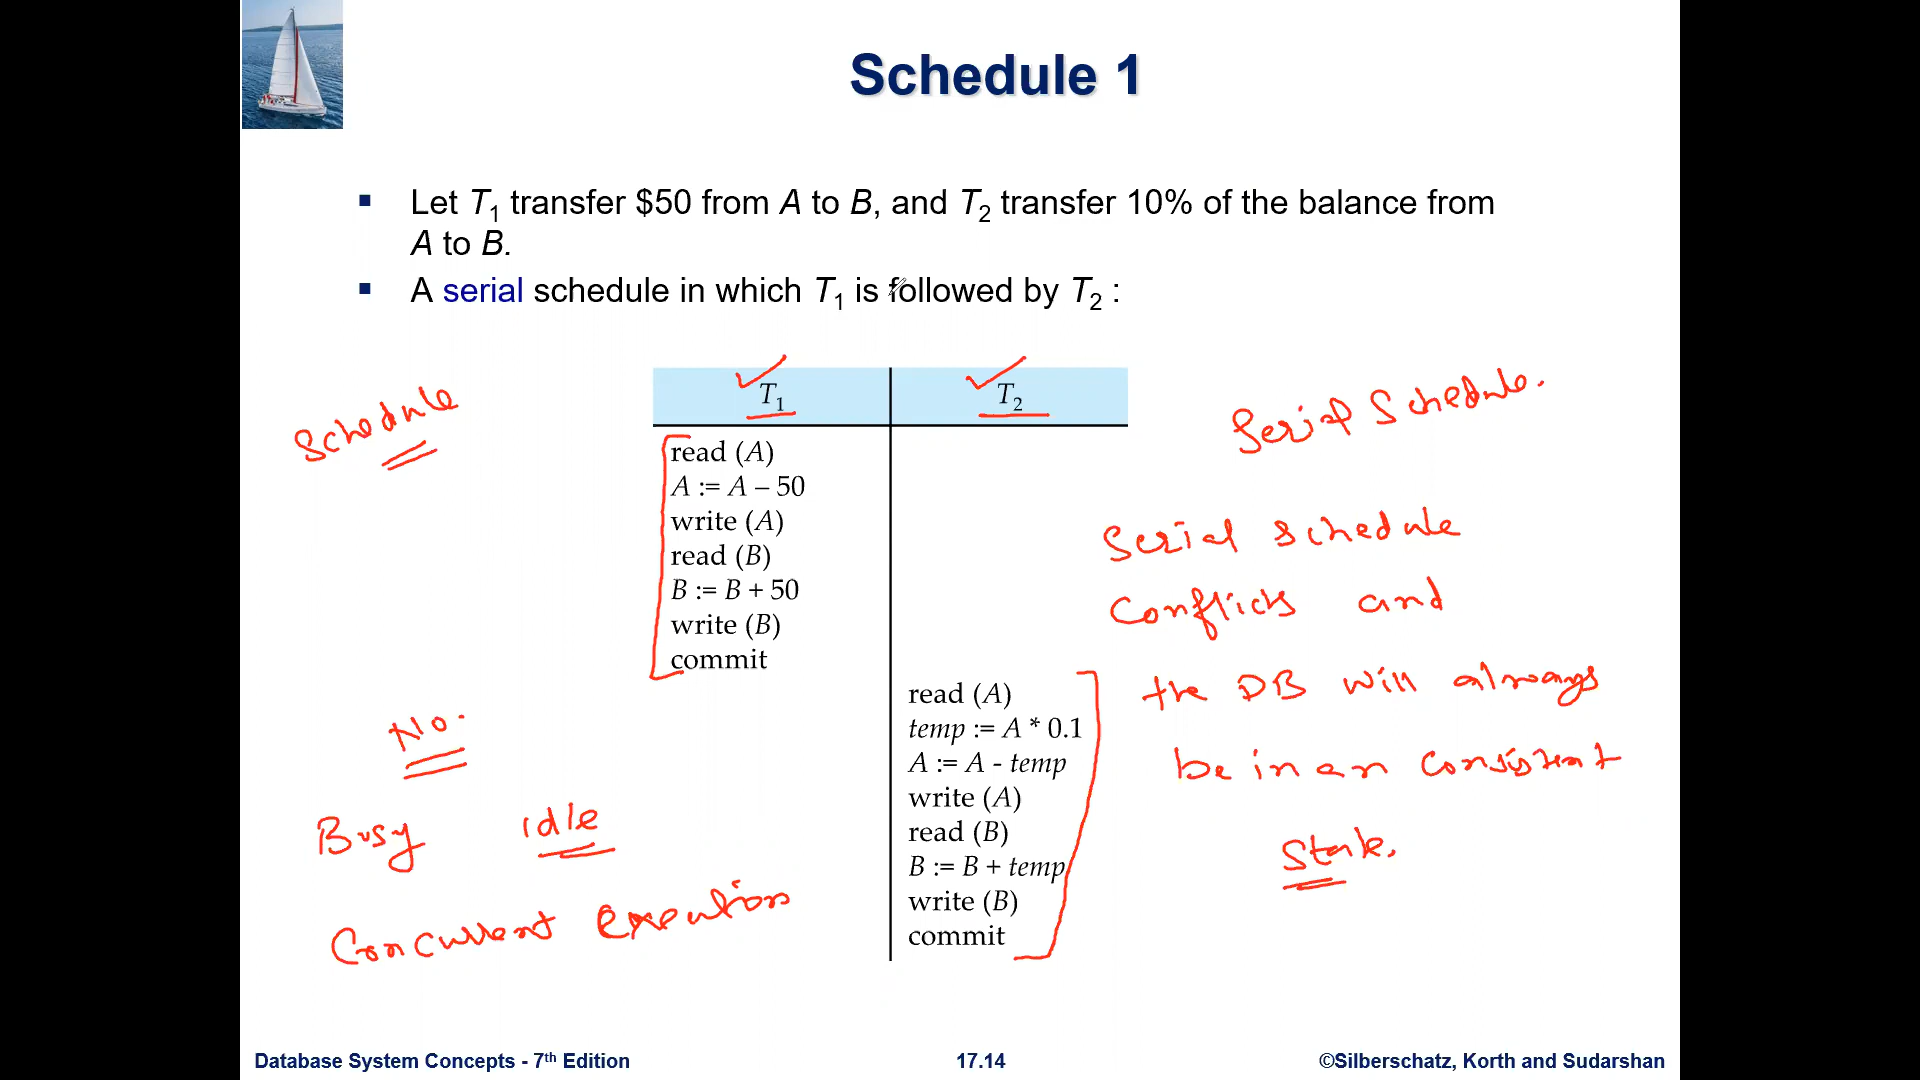 Schedule 1
▪ Let T1 transfer $50 from A to B, and T2 transfer 10% of the balance from
A to B.
▪ A serial schedule in which T1 is followed by T2 :
Schedule
T1 T2
Serial Schedule.
read (A)
A := A – 50
write (A)
read (B)
B := B + 50
write (B)
commit
read (A)
temp := A * 0.1
A := A - temp
write (A)
read (B)
B := B + temp
write (B)
commit
Serial Schedule
Conflicts and
the DB will always
be in an consistent
State.
No.
Busy idle
Concurrent Execution
Database System Concepts - 7th Edition 17.14 ©Silberschatz, Korth and Sudarshan